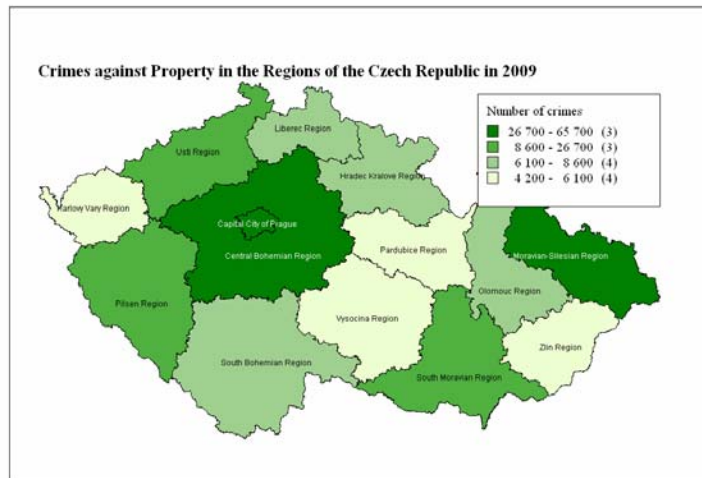 Crimes against Property in the Regions of the Czech Republic in 2009
Number of crimes
26 700 - 65 700 (3)
8 600 - 26 700 (3)
6 100 - 8 600 (4)
4 200 - 6 100 (4)
Liberec Region
Usti Region
Hradec Kralove Region
Karlovy Vary Region
Capital City of Prague
Central Bohemian Region
Pardubice Region
Moravian-Silesian Region
Olomouc Region
Pilsen Region
Vysocina Region
Zlin Region
South Bohemian Region
South Moravian Region